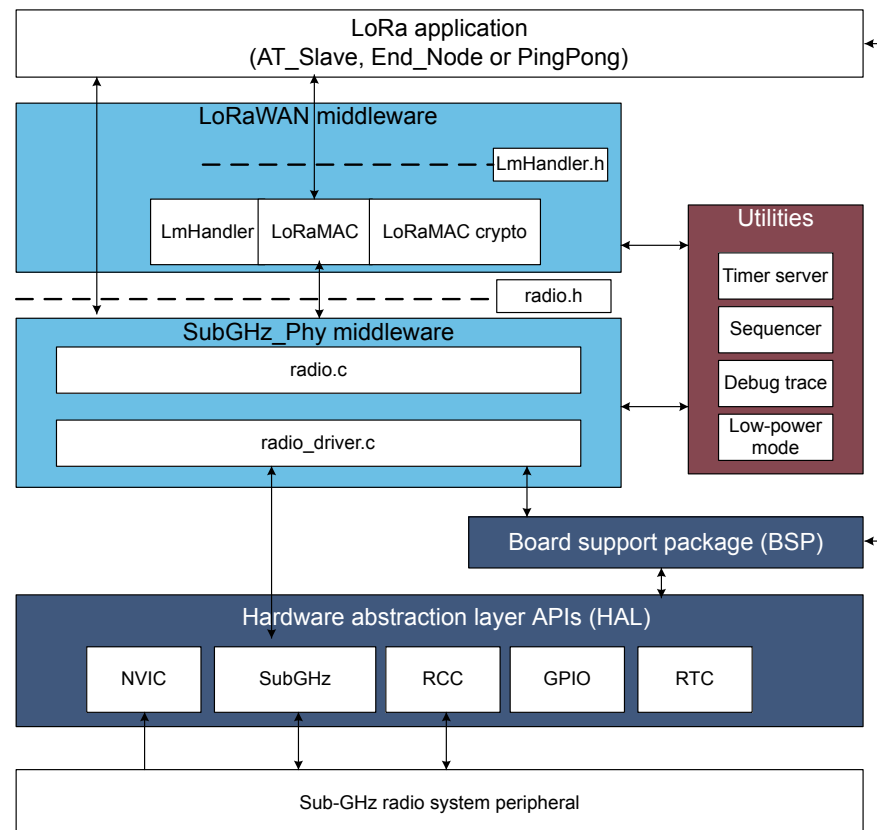 LoRa application
(AT_Slave, End_Node or PingPong)
LoRaWAN middleware
LmHandler.h
LmHandler
LoRaMAC
LoRaMAC crypto
Utilities
Timer server
Sequencer
Debug trace
Low-power
mode
radio.h
SubGHz_Phy middleware
radio.c
radio_driver.c
Board support package (BSP)
Hardware abstraction layer APIs (HAL)
NVIC
SubGHz
RCC
GPIO
RTC
Sub-GHz radio system peripheral